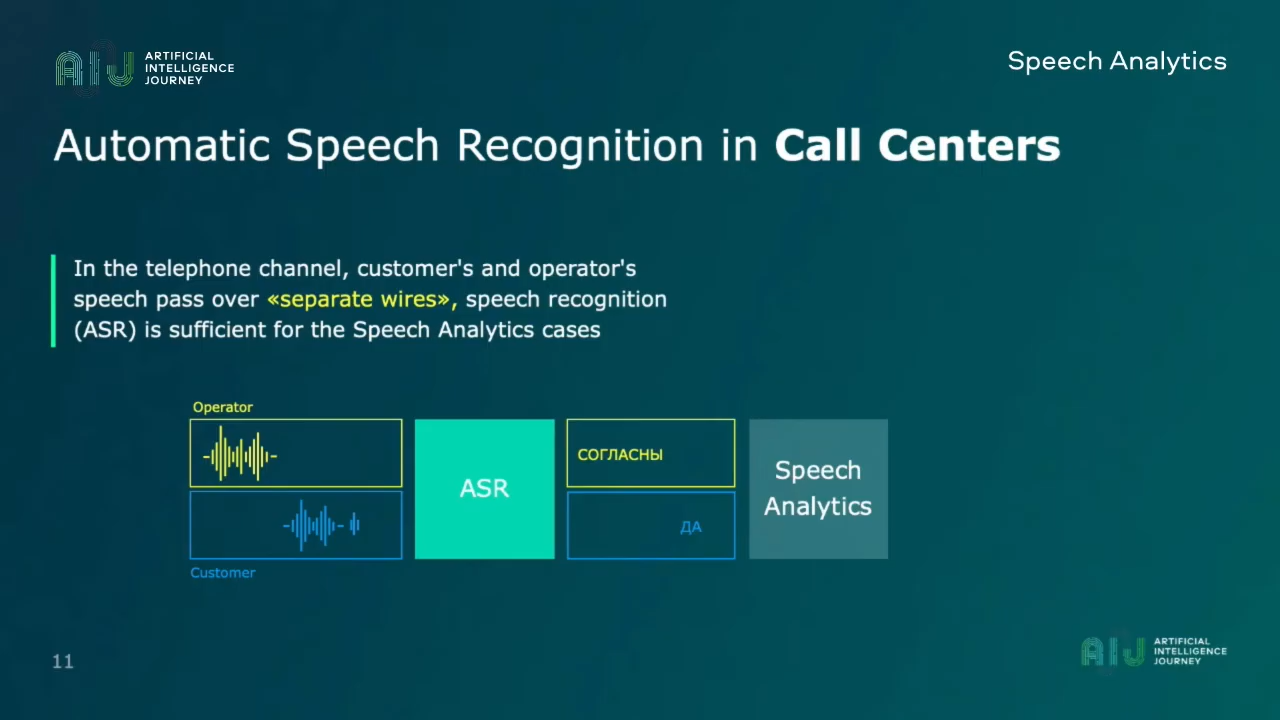 ARTIFICIAL
INTELLIGENCE
JOURNEY
Speech Analytics
Automatic Speech Recognition in Call Centers
In the telephone channel, customer's and operator's
speech pass over «separate wires», speech recognition
(ASR) is sufficient for the Speech Analytics cases
Operator
ASR
СОГЛАСНЫ
Speech
Analytics
ДА
Customer
11
AIJ
ARTIFICIAL
INTELLIGENCE
JOURNEY